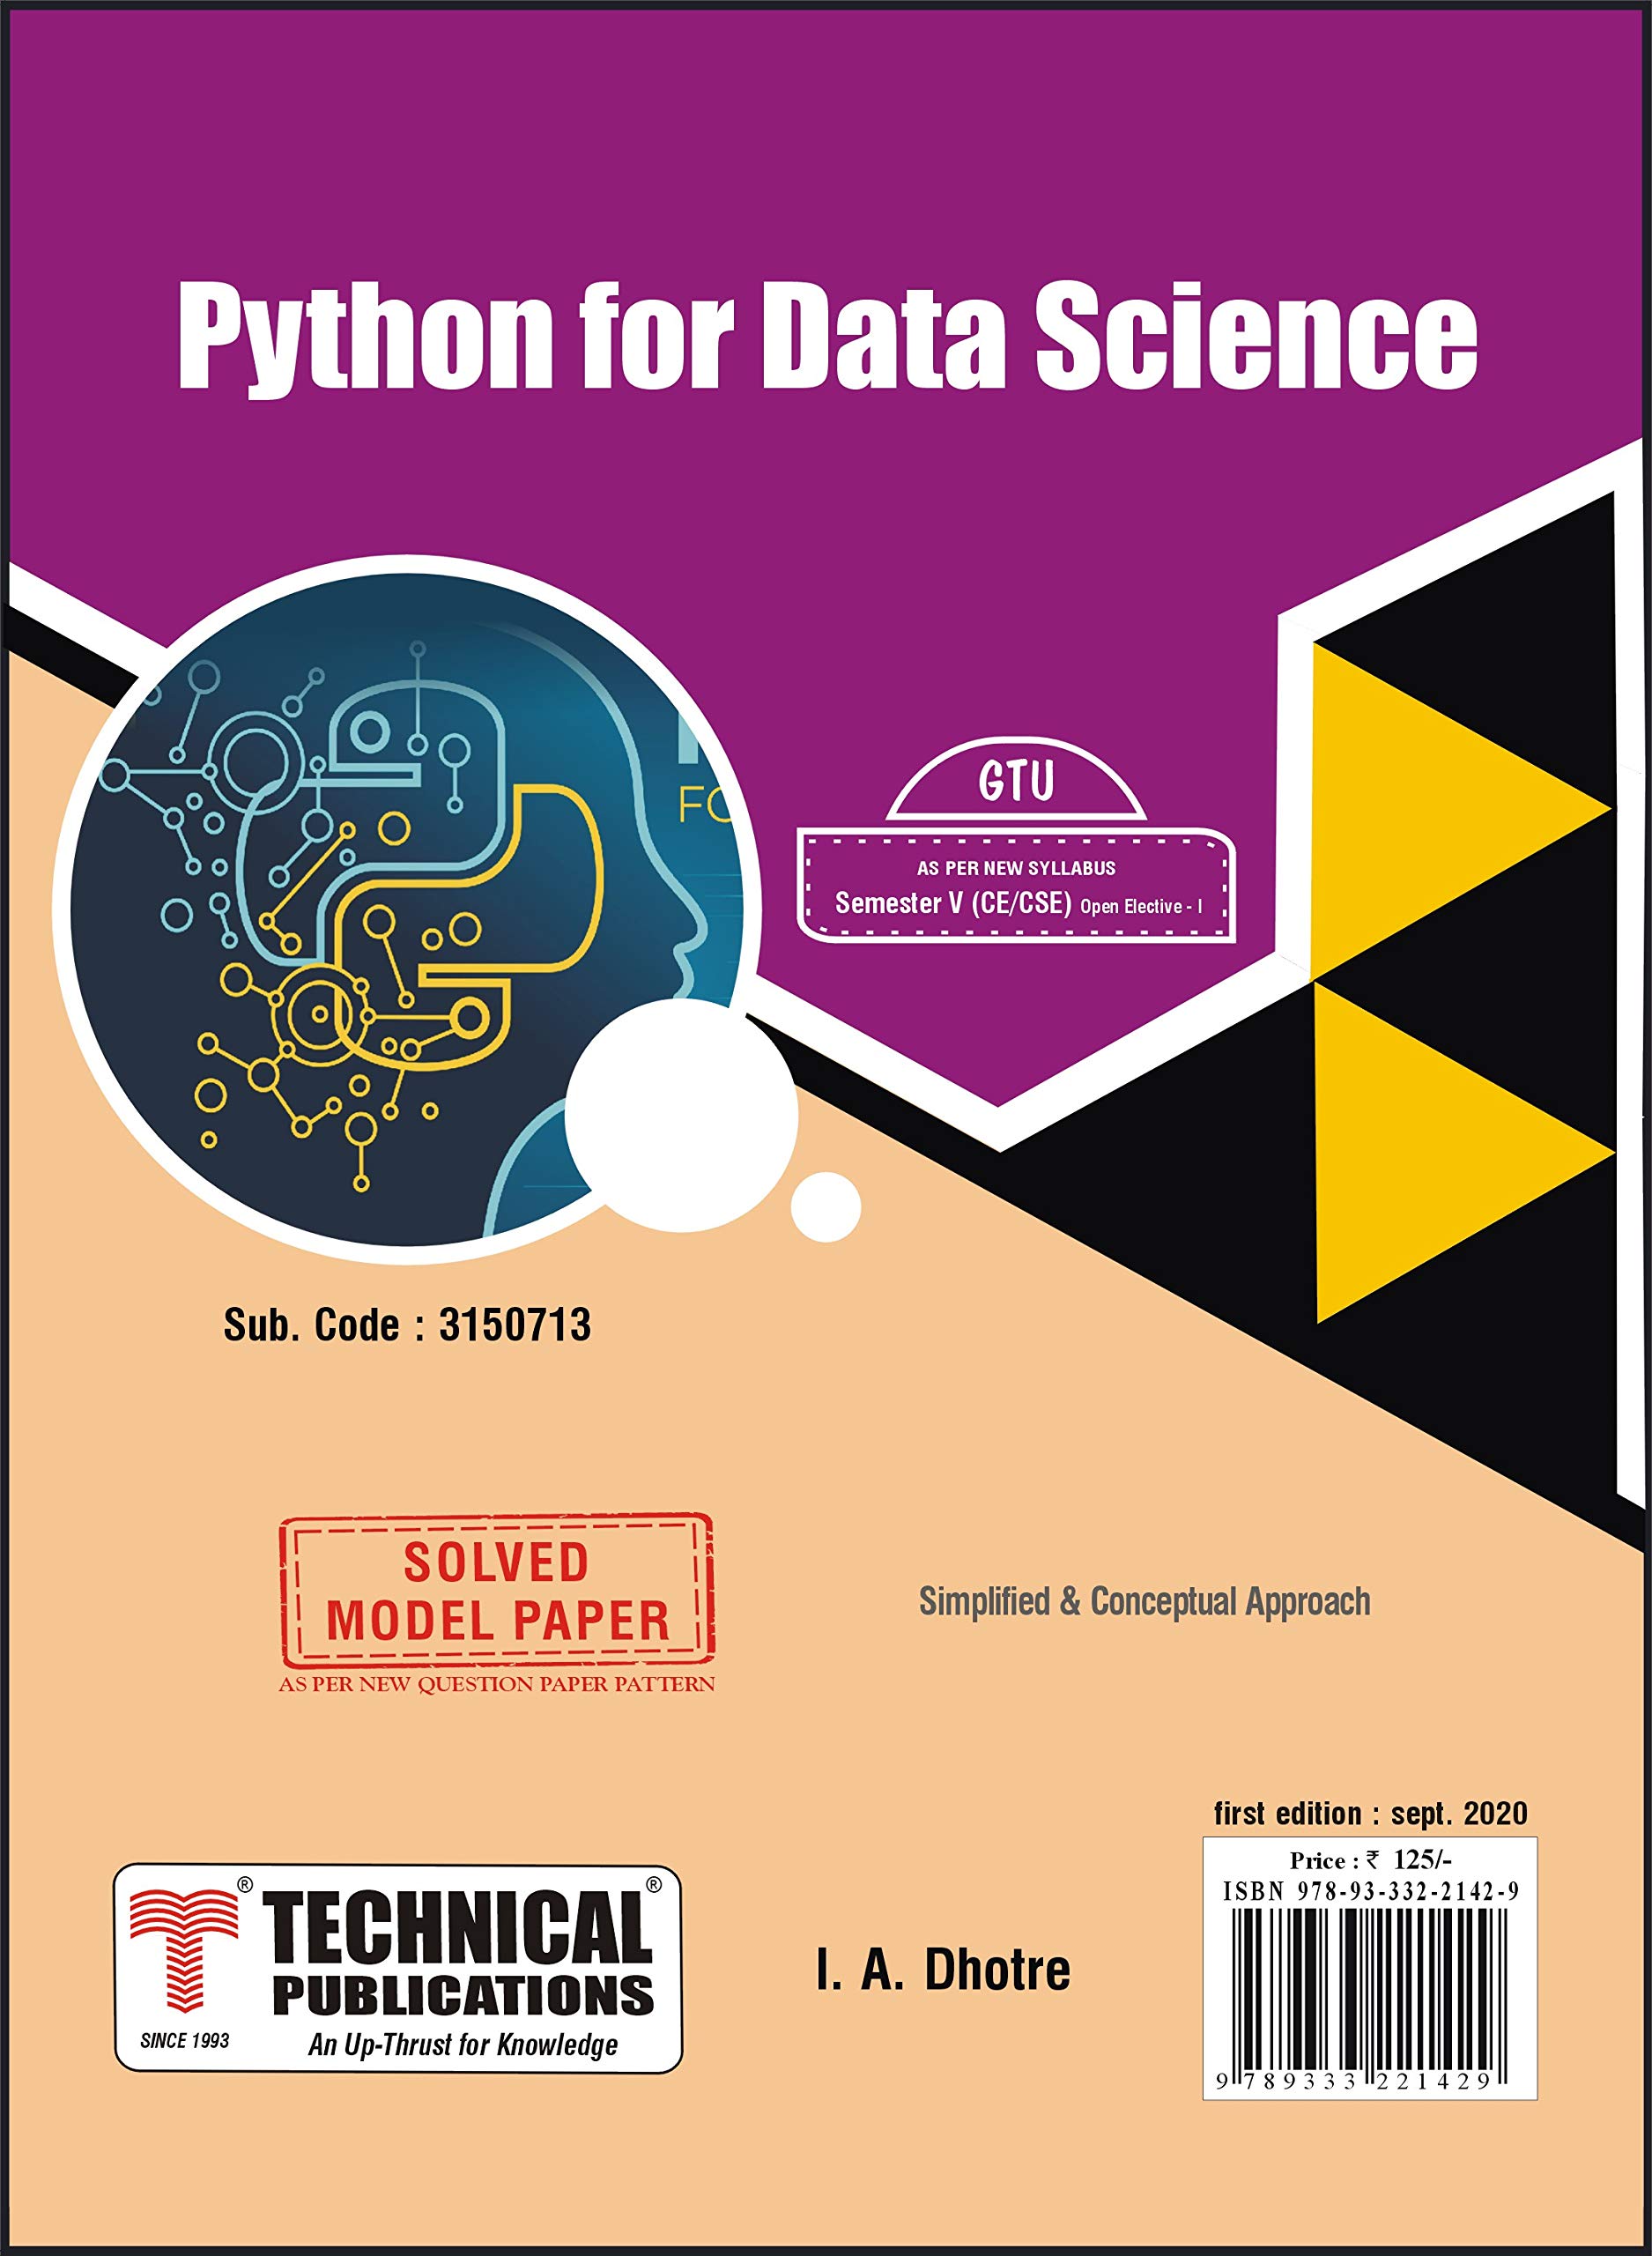 Python for Data Science
FO
GTU
AS PER NEW SYLLABUS
Semester V (CE/CSE) Open Elective - I
Sub. Code : 3150713
SOLVED
MODEL PAPER
AS PER NEW QUESTION PAPER PATTERN
Simplified & Conceptual Approach
first edition : sept. 2020
Price : ₹ 125/-
ISBN 978-93-332-2142-9
9 789333 221429
® ®
TECHNICAL
PUBLICATIONS
SINCE 1993
An Up-Thrust for Knowledge
I. A. Dhotre